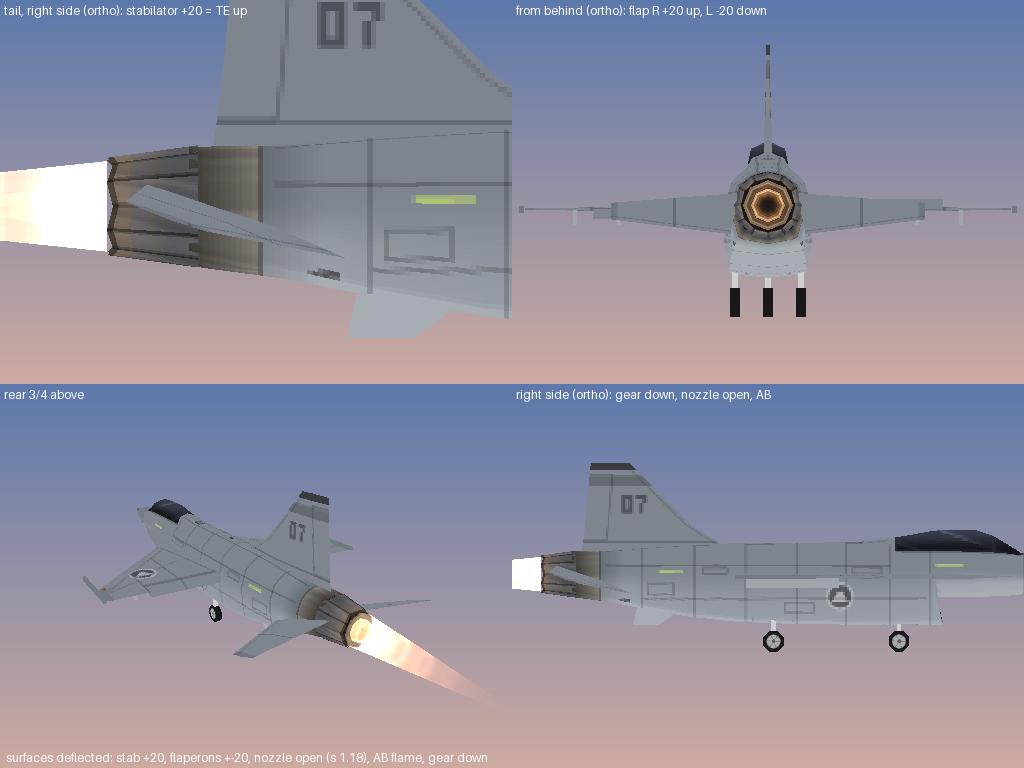 tail, right side (ortho): stabilator +20 = TE up
from behind (ortho): flap R +20 up, L -20 down
07
rear 3/4 above
right side (ortho): gear down, nozzle open, AB
07
07
surfaces deflected: stab +20, flaperons +-20, nozzle open (s 1.18), AB flame, gear down